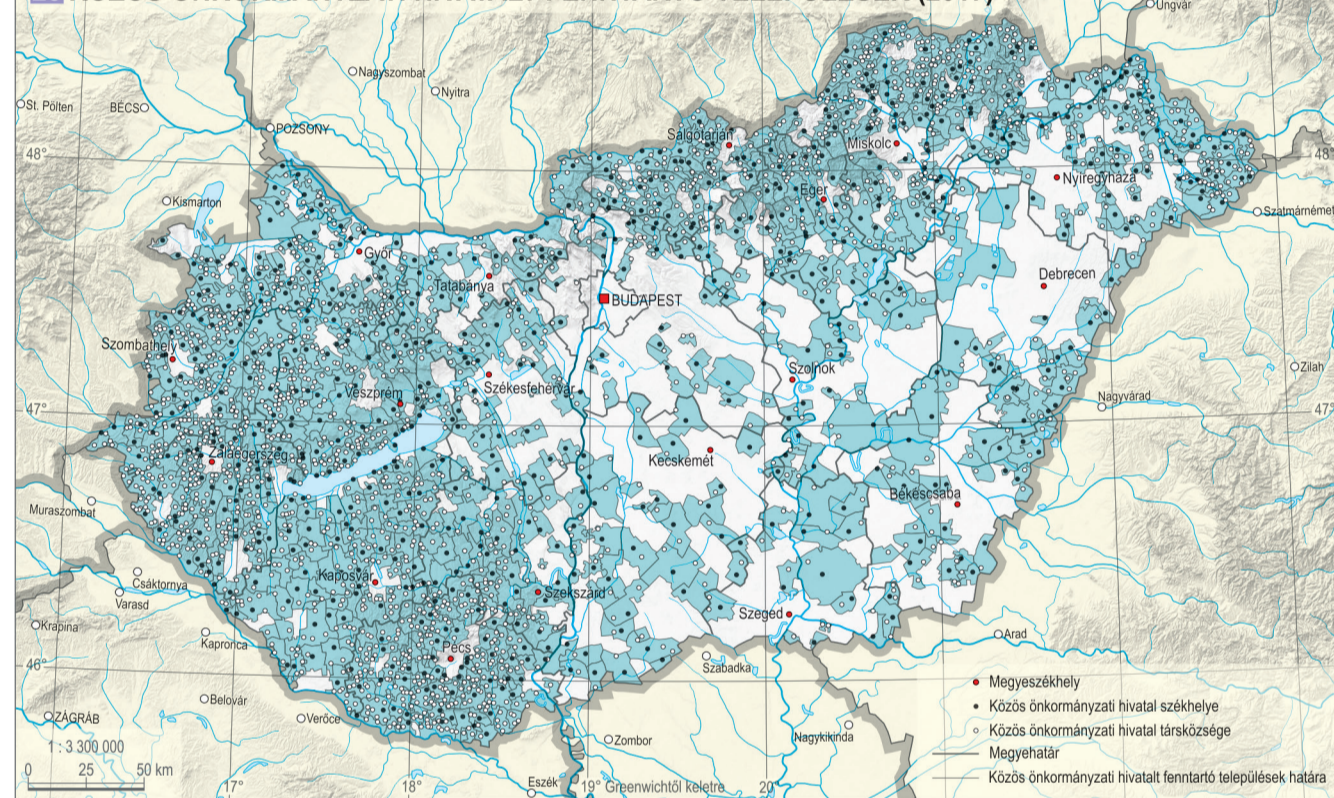 Ungvár
Nagyszombat
Nyitra
St. Pölten
BÉCS
POZSONY
Salgótarján
Miskolc
48°
48°
Nyíregyháza
Eger
Kismarton
Szatmárnémeti
Győr
Tatabánya
Debrecen
BUDAPEST
Szombathely
Szolnok
Zilah
Székesfehérvár
Veszprém
Nagyvárad
47°
47°
Zalaegerszeg
Kecskemét
Békéscsaba
Muraszombat
Kaposvár
Csáktornya
Szekszárd
Varasd
Szeged
Krapina
Arad
Kapronca
Pécs
46°
Szabadka
Megyeszékhely
Belovár
Közös önkormányzati hivatal székhelye
ZÁGRÁB
Verőce
Közös önkormányzati hivatal társközsége
Nagykikinda
Zombor
1 : 3 300 000
Megyehatár
0 25 50 km
Közös önkormányzati hivatalt fenntartó települések határa
Eszék
17° 18° 19° Greenwichtől keletre 20°